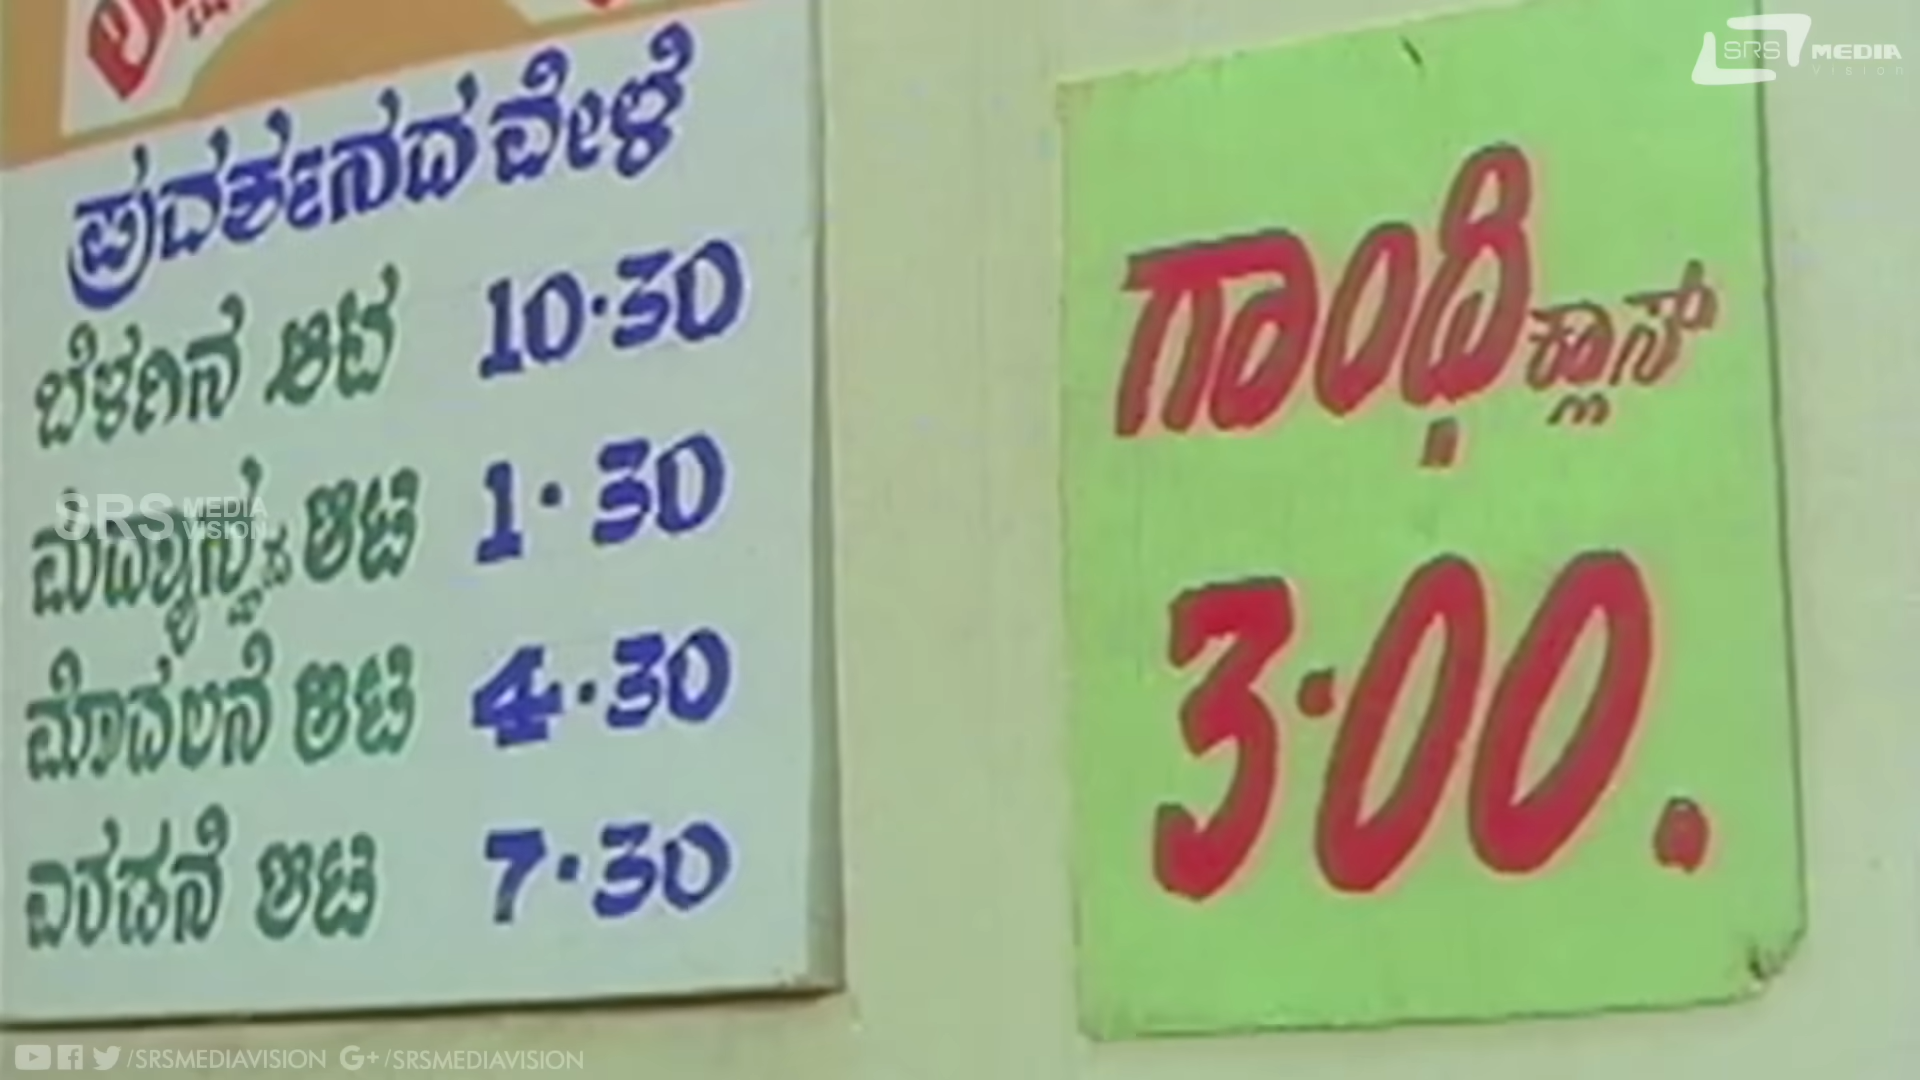 ಪ್ರದರ್ಶನದ ವೇಳೆ
ಬೆಳಗಿನ ಆಟ 10.30
ಮಧ್ಯಾಹ್ನದ ಆಟ 1.30
ಮೊದಲನೆ ಆಟ 4.30
ಎರಡನೆ ಆಟ 7.30
ಗಾಂಧಿ ಕ್ಲಾಸ್
3.00.
SRS MEDIA
Vision
SRS MEDIA
VISION
/SRSMEDIAVISION G+/SRSMEDIAVISION